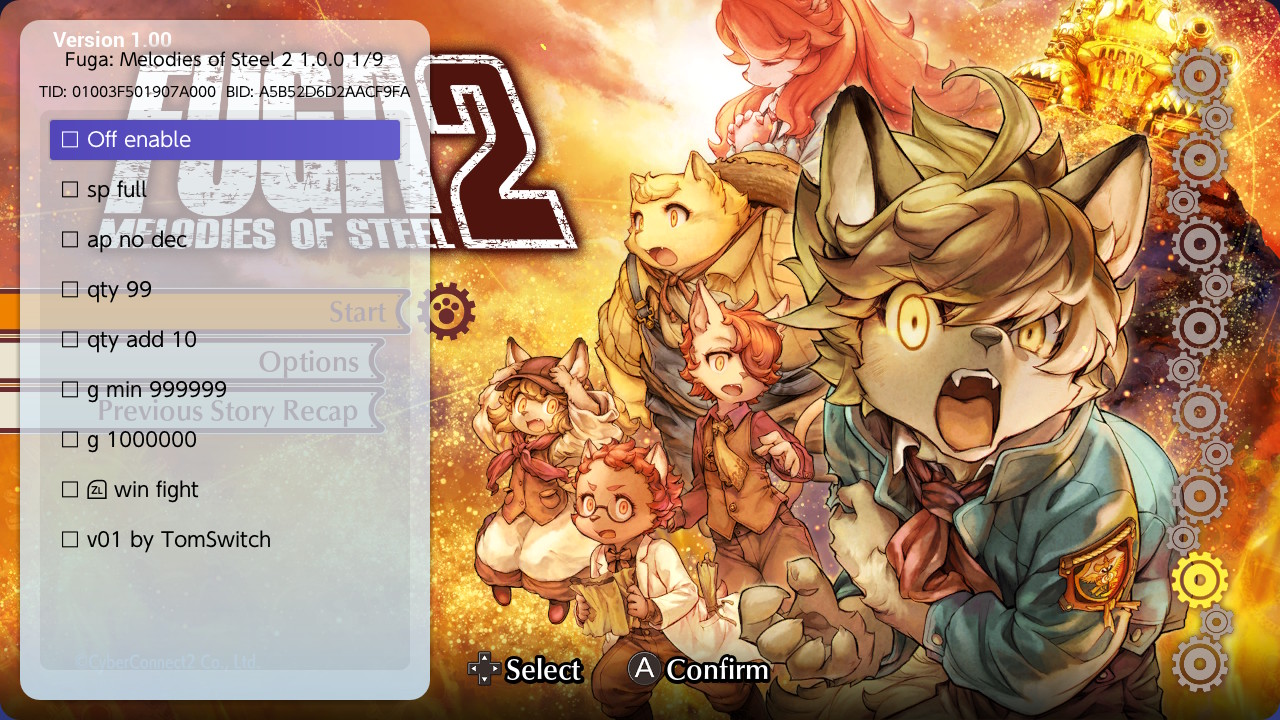 Version 1.00
Fuga: Melodies of Steel 2 1.0.0 1/9
TID: 01003F501907A000 BID: A5B52D6D2AACF9FA
FUGA 2
MELODIES OF STEEL
Off enable
sp full
ap no dec
qty 99
Start
qty add 10
Options
g min 999999
Previous Story Recap
g 1000000
ZL win fight
v01 by TomSwitch
©CyberConnect2 Co., Ltd.
Select A Confirm